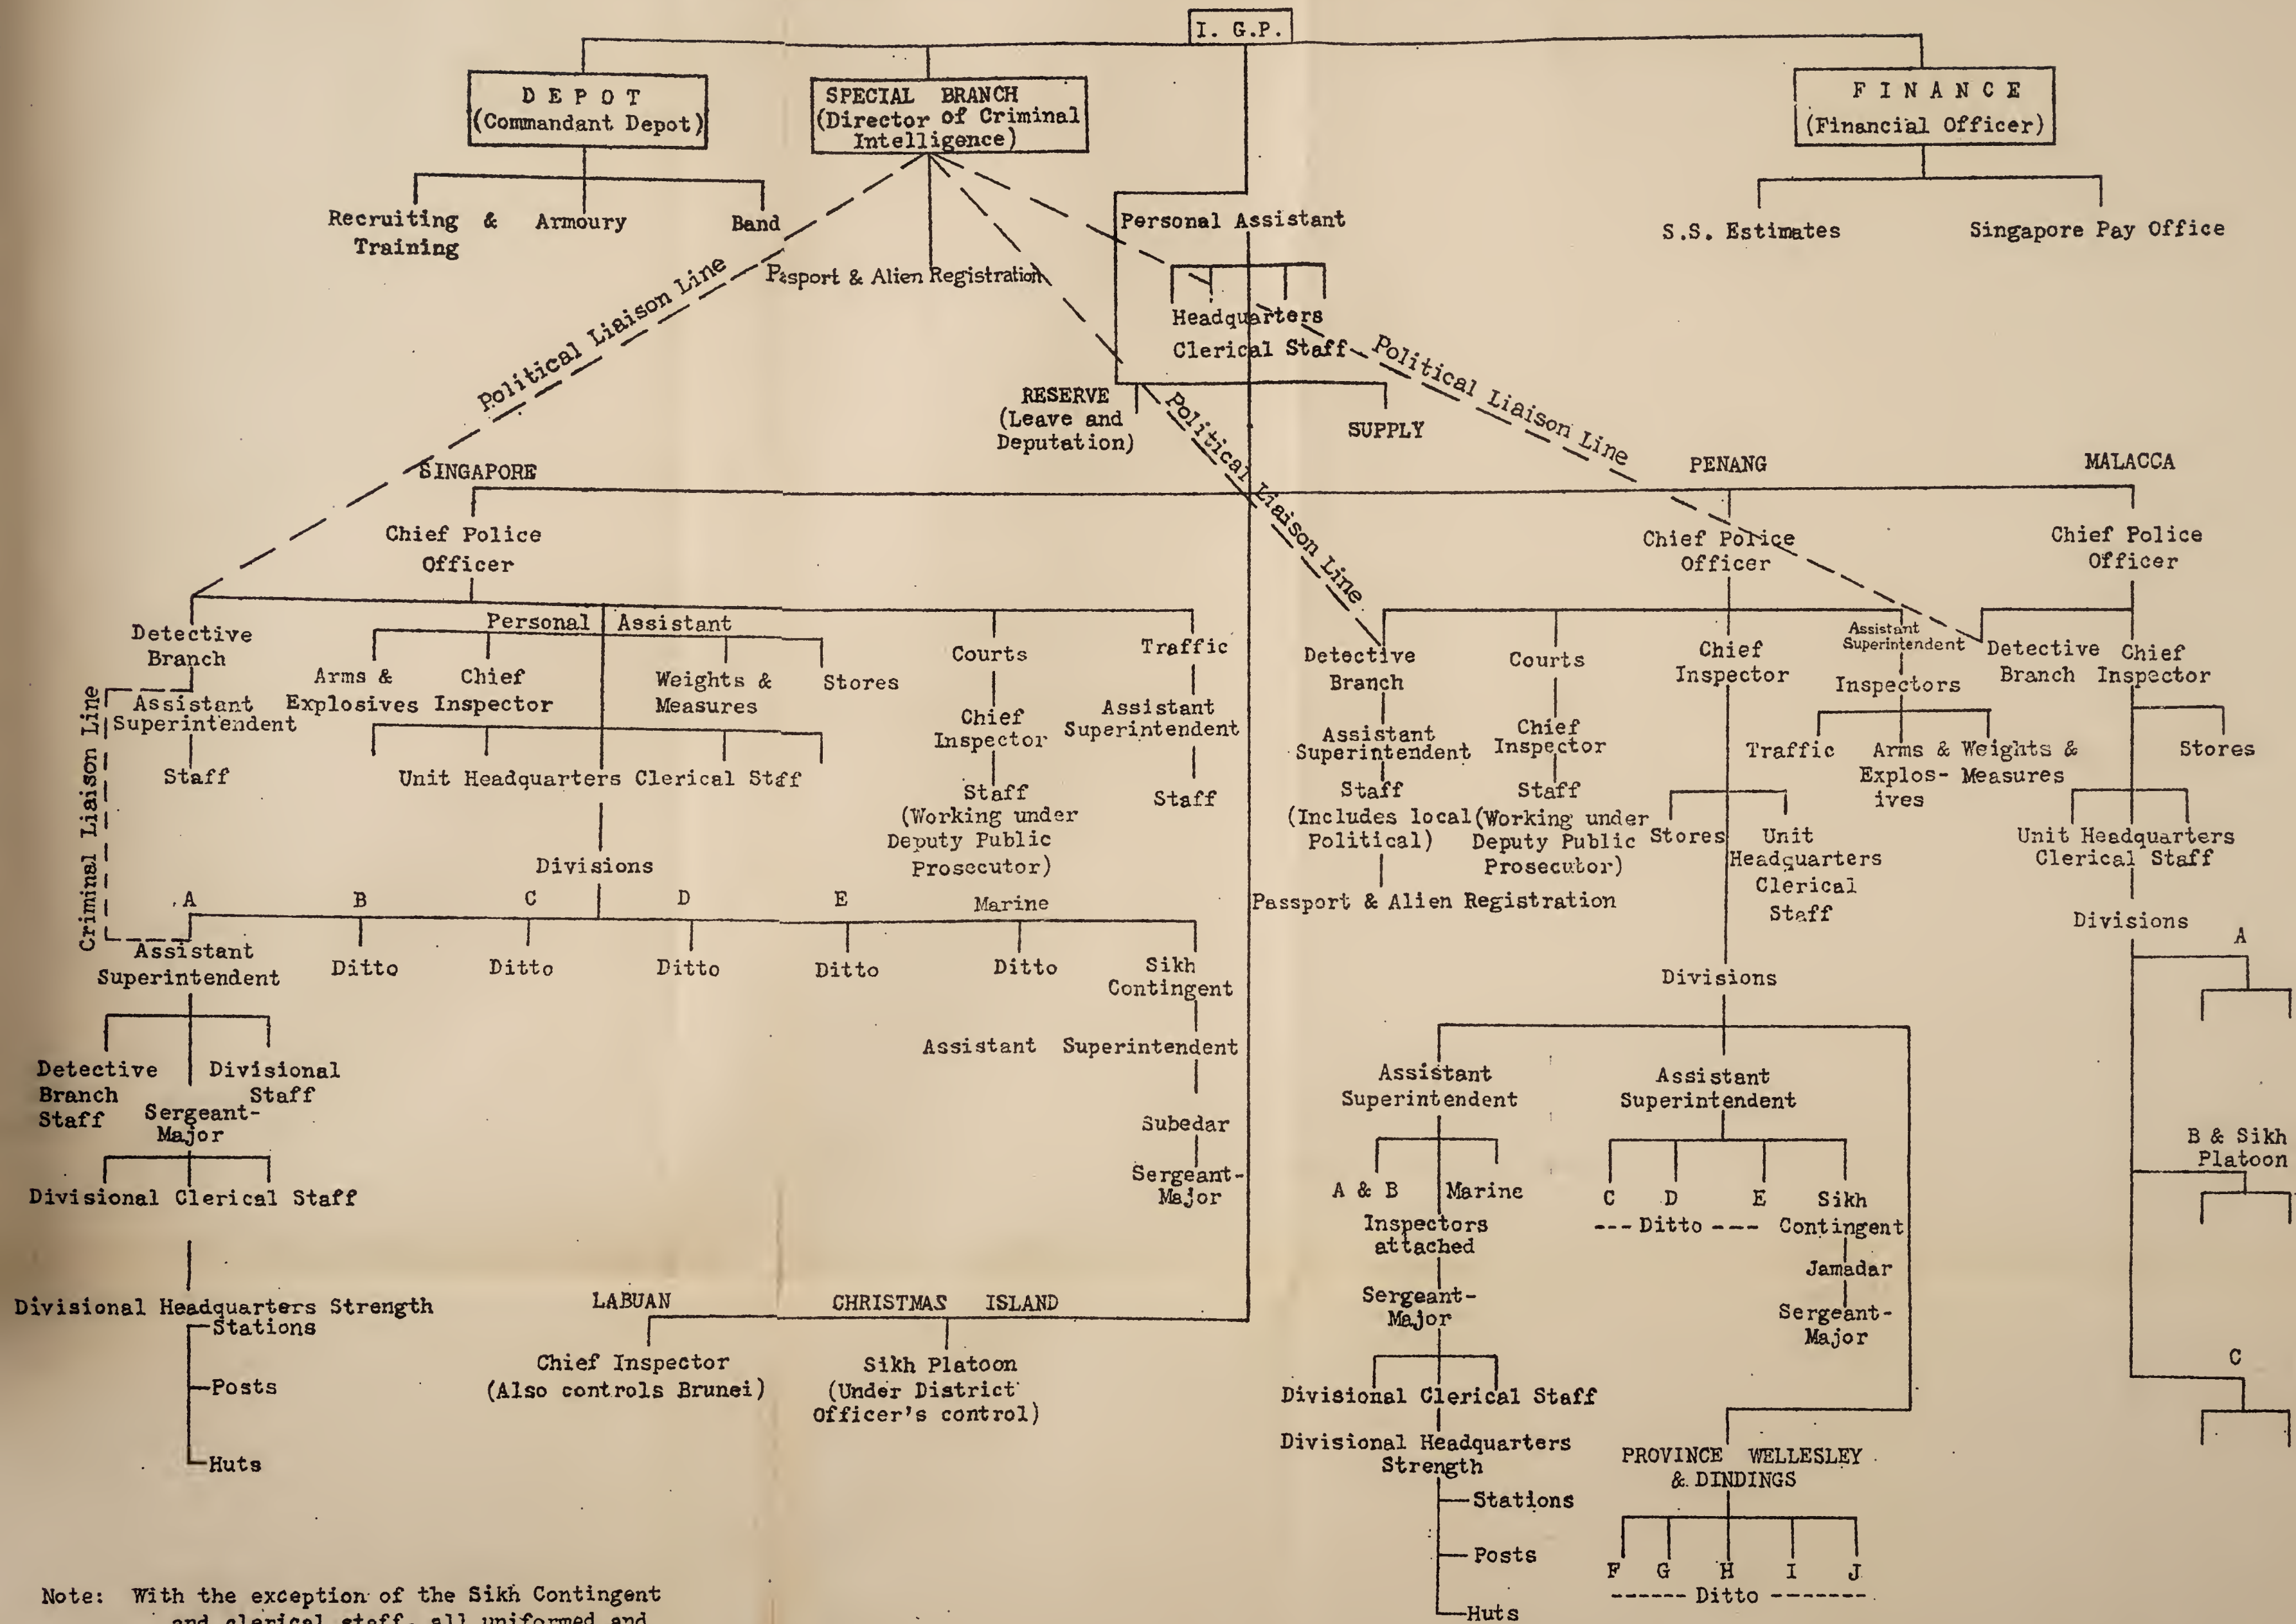 I. G.P.
D E P O T
(Commandant Depot)
SPECIAL BRANCH
(Director of Criminal
Intelligence)
F I N A N C E
(Financial Officer)
Recruiting &
Training
Armoury
Band
Pasport & Alien Registration
Personal Assistant
Headquarters
Clerical Staff
S.S. Estimates
Singapore Pay Office
Political Liaison Line
Political Liaison Line
Political Liaison Line
RESERVE
(Leave and
Deputation)
SUPPLY
SINGAPORE
PENANG
MALACCA
Chief Police
Officer
Chief Police
Officer
Chief Police
Officer
Detective
Branch
Assistant
Superintendent
Staff
Criminal Liaison Line
Personal Assistant
Arms &
Explosives
Chief
Inspector
Weights &
Measures
Stores
Unit Headquarters Clerical Staff
Courts
Chief
Inspector
Staff
(Working under
Deputy Public
Prosecutor)
Traffic
Assistant
Superintendent
Staff
Divisions
A
B
C
D
E
Marine
Assistant
Superintendent
Ditto
Ditto
Ditto
Ditto
Ditto
Sikh
Contingent
Assistant Superintendent
Subedar
Sergeant-
Major
Detective
Branch
Staff
Divisional
Staff
Sergeant-
Major
Divisional Clerical Staff
Divisional Headquarters Strength
Stations
Posts
Huts
LABUAN
Chief Inspector
(Also controls Brunei)
CHRISTMAS ISLAND
Sikh Platoon
(Under District
Officer's control)
Detective
Branch
Assistant
Superintendent
Staff
(Includes local
Political)
Passport & Alien Registration
Courts
Chief
Inspector
Staff
(Working under
Deputy Public
Prosecutor)
Chief
Inspector
Stores
Unit
Headquarters
Clerical
Staff
Assistant
Superintendent
Inspectors
Traffic
Arms &
Explos-
ives
Weights &
Measures
Divisions
Assistant
Superintendent
A & B
Marine
Inspectors
attached
Sergeant-
Major
Divisional Clerical Staff
Divisional Headquarters
Strength
Stations
Posts
Huts
Assistant
Superintendent
C
D
E
--- Ditto ---
Sikh
Contingent
Jamadar
Sergeant-
Major
PROVINCE WELLESLEY
& DINDINGS
F
G
H
I
J
------ Ditto -------
Detective
Branch
Chief
Inspector
Stores
Unit Headquarters
Clerical Staff
Divisions
A
B & Sikh
Platoon
C
Note: With the exception of the Sikh Contingent
and clerical staff, all uniformed and